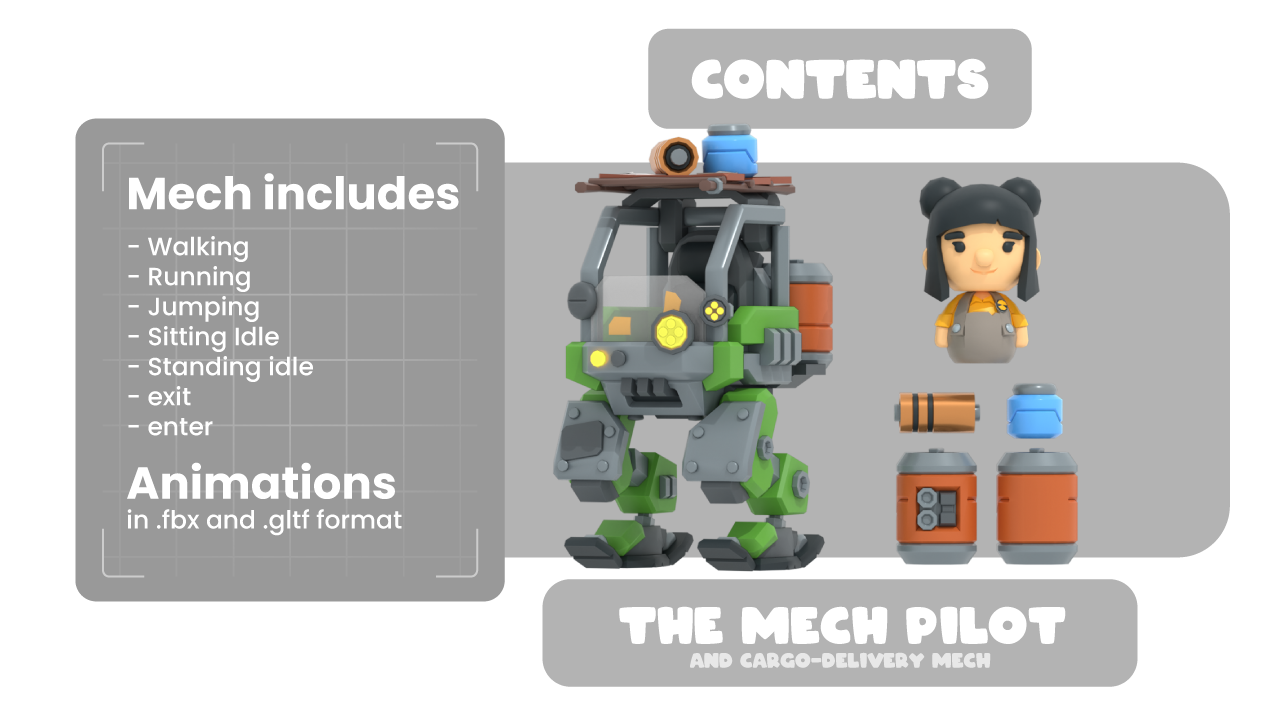 CONTENTS
Mech includes
- Walking
- Running
- Jumping
- Sitting Idle
- Standing idle
- exit
- enter
Animations
in .fbx and .gltf format
THE MECH PILOT
AND CARGO-DELIVERY MECH